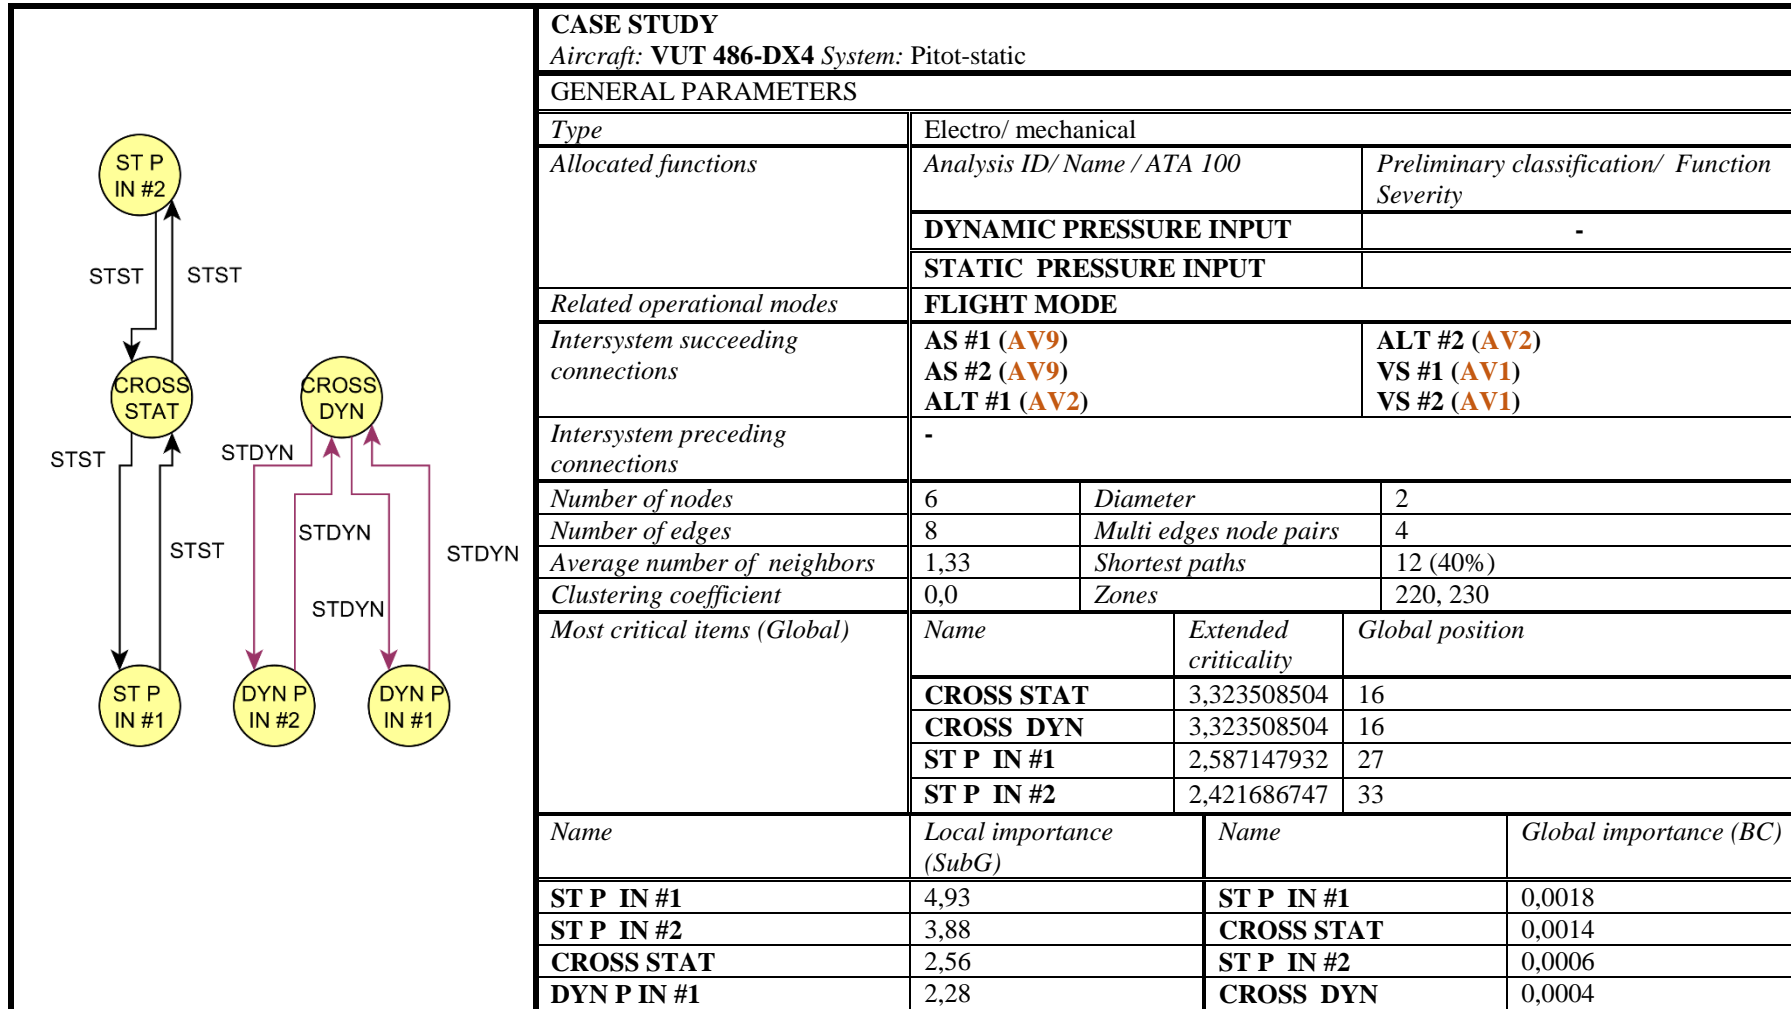 ST P
IN #2
STST
STST
CROSS
STAT
CROSS
DYN
STST
STDYN
STST
STDYN
STDYN
STDYN
ST P
IN #1
DYN P
IN #2
DYN P
IN #1
CASE STUDY
Aircraft: VUT 486-DX4 System: Pitot-static
GENERAL PARAMETERS
Type
Electro/ mechanical
Allocated functions
Analysis ID/ Name / ATA 100
Preliminary classification/ Function
Severity
DYNAMIC PRESSURE INPUT
-
STATIC PRESSURE INPUT
Related operational modes
FLIGHT MODE
Intersystem succeeding
connections
AS #1 (AV9)
AS #2 (AV9)
ALT #1 (AV2)
ALT #2 (AV2)
VS #1 (AV1)
VS #2 (AV1)
Intersystem preceding
connections
-
Number of nodes
6
Diameter
2
Number of edges
8
Multi edges node pairs
4
Average number of neighbors
1,33
Shortest paths
12 (40%)
Clustering coefficient
0,0
Zones
220, 230
Most critical items (Global)
Name
Extended
criticality
Global position
CROSS STAT
3,323508504
16
CROSS DYN
3,323508504
16
ST P IN #1
2,587147932
27
ST P IN #2
2,421686747
33
Name
Local importance
(SubG)
Name
Global importance (BC)
ST P IN #1
4,93
ST P IN #1
0,0018
ST P IN #2
3,88
CROSS STAT
0,0014
CROSS STAT
2,56
ST P IN #2
0,0006
DYN P IN #1
2,28
CROSS DYN
0,0004